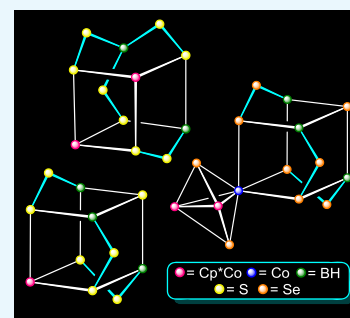 = Cp*Co = Co = BH
= S = Se